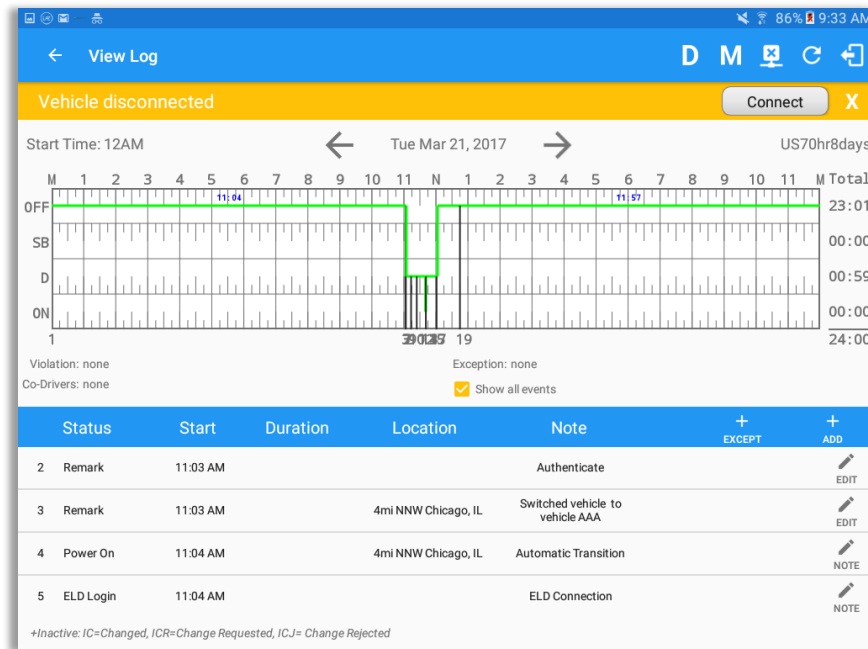 86% 9:33 AM
View Log
D M
Vehicle disconnected
Connect X
Start Time: 12AM
Tue Mar 21, 2017
US70hr8days
M 1 2 3 4 5 6 7 8 9 10 11 N 1 2 3 4 5 6 7 8 9 10 11 M Total
11:04 11:57
OFF 23:01
SB 00:00
D 00:59
ON 00:00
1 19 24:00
Violation: none Exception: none
Co-Drivers: none Show all events
Status Start Duration Location Note + EXCEPT + ADD
2 Remark 11:03 AM Authenticate EDIT
3 Remark 11:03 AM 4mi NNW Chicago, IL Switched vehicle to
vehicle AAA EDIT
4 Power On 11:04 AM 4mi NNW Chicago, IL Automatic Transition NOTE
5 ELD Login 11:04 AM ELD Connection NOTE
+Inactive: IC=Changed, ICR=Change Requested, ICJ= Change Rejected